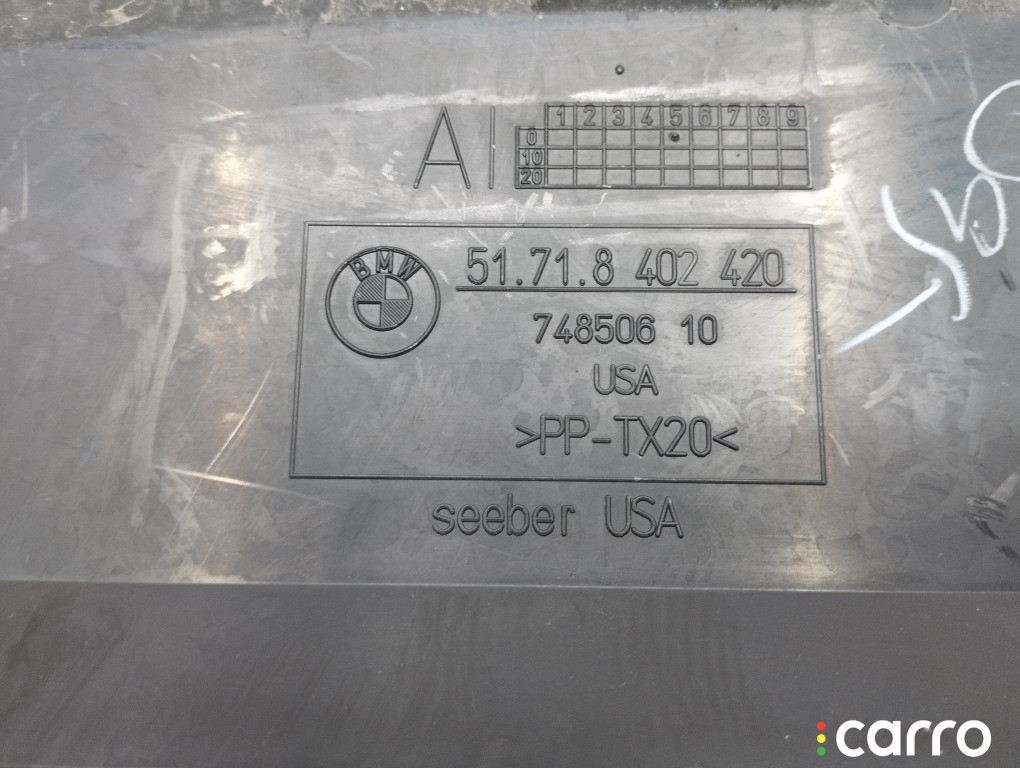 AI 1 2 3 4 5 6 7 8 9
0
10
20
BMW 51.71.8 402 420
748506 10
USA
>PP-TX20<
seeber USA
carro